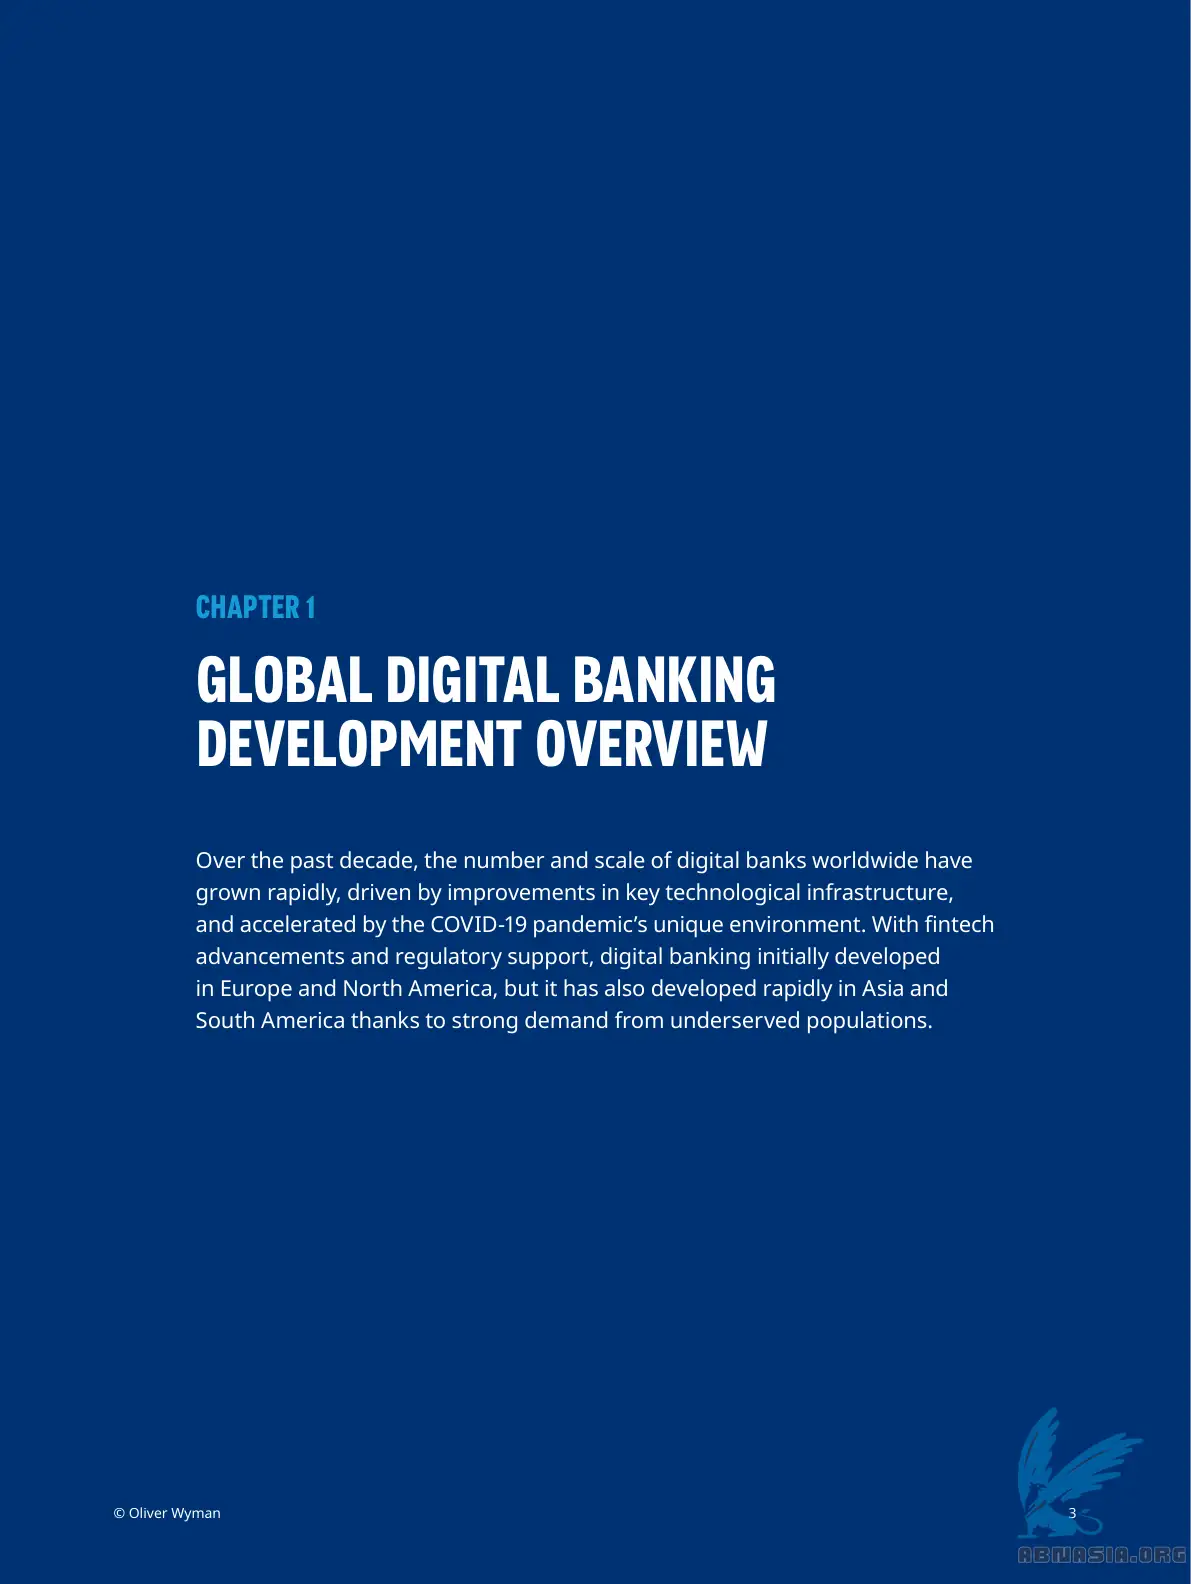 CHAPTER 1
GLOBAL DIGITAL BANKING
DEVELOPMENT OVERVIEW
Over the past decade, the number and scale of digital banks worldwide have
grown rapidly, driven by improvements in key technological infrastructure,
and accelerated by the COVID-19 pandemic’s unique environment. With fintech
advancements and regulatory support, digital banking initially developed
in Europe and North America, but it has also developed rapidly in Asia and
South America thanks to strong demand from underserved populations.
© Oliver Wyman
3
ABNASIA.ORG